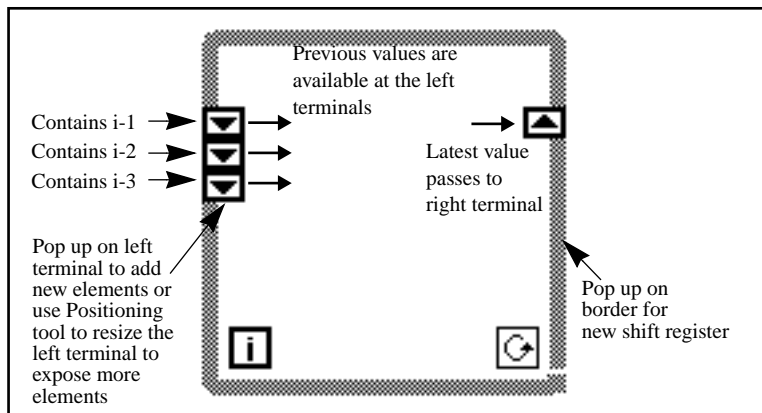 Previous values are
available at the left
terminals
Contains i-1
Contains i-2
Contains i-3
Latest value
passes to
right terminal
Pop up on left
terminal to add
new elements or
use Positioning
tool to resize the
left terminal to
expose more
elements
Pop up on
border for
new shift register
i